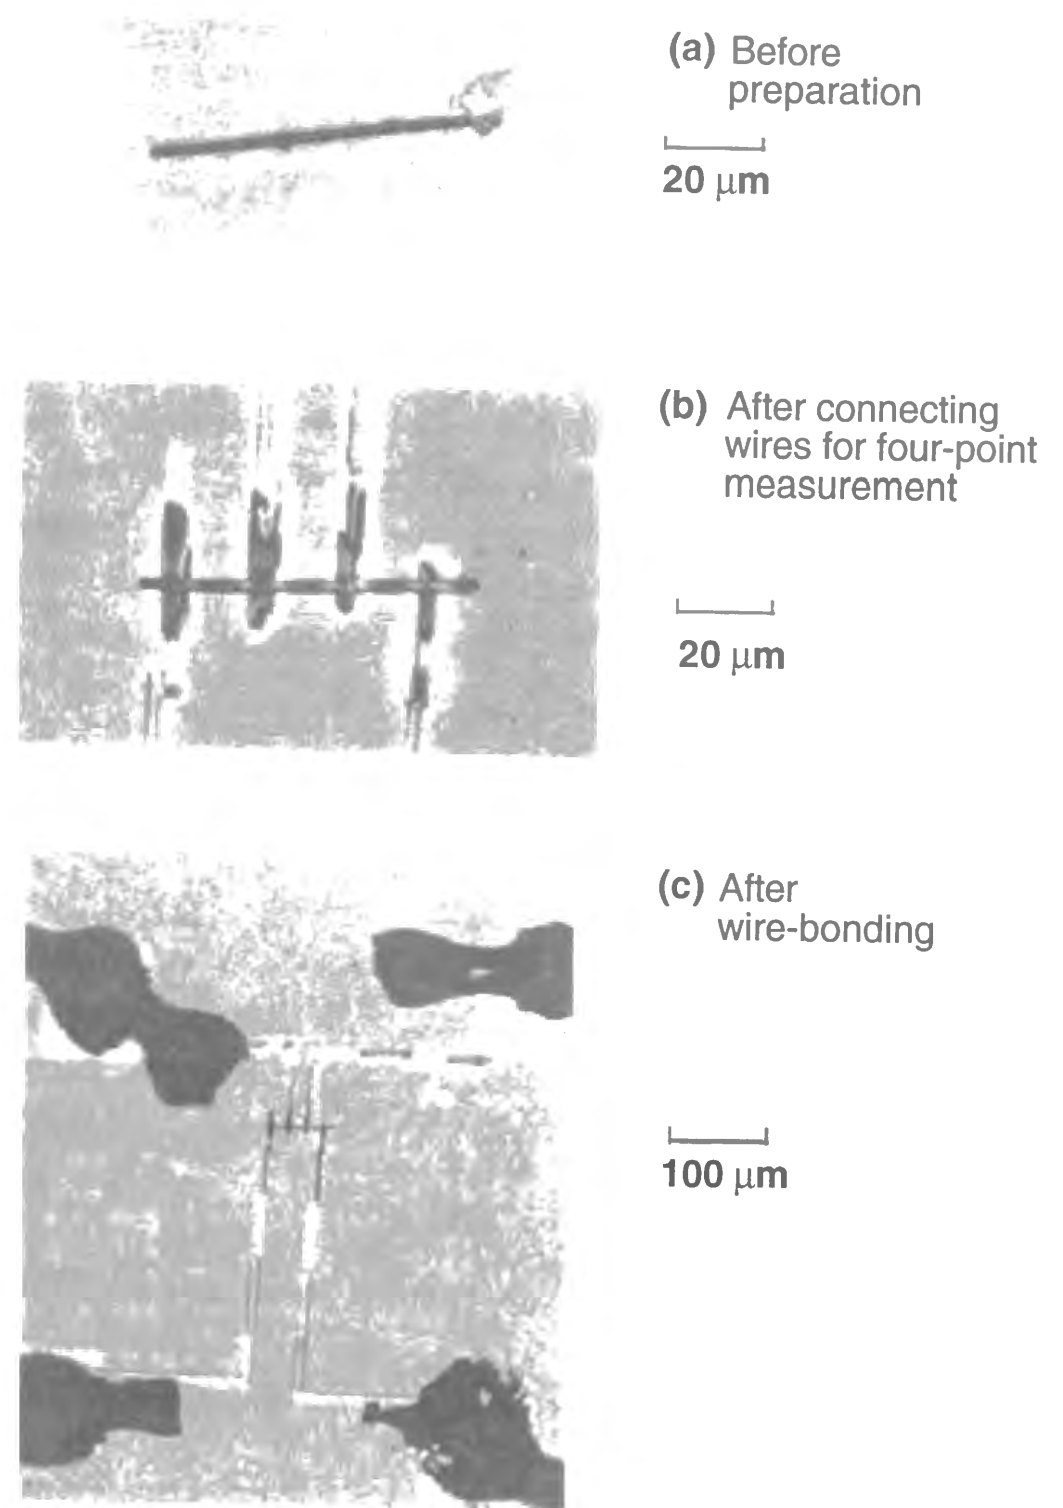 (a) Before
preparation
20 μm
(b) After connecting
wires for four-point
measurement
20 μm
(c) After
wire-bonding
100 μm